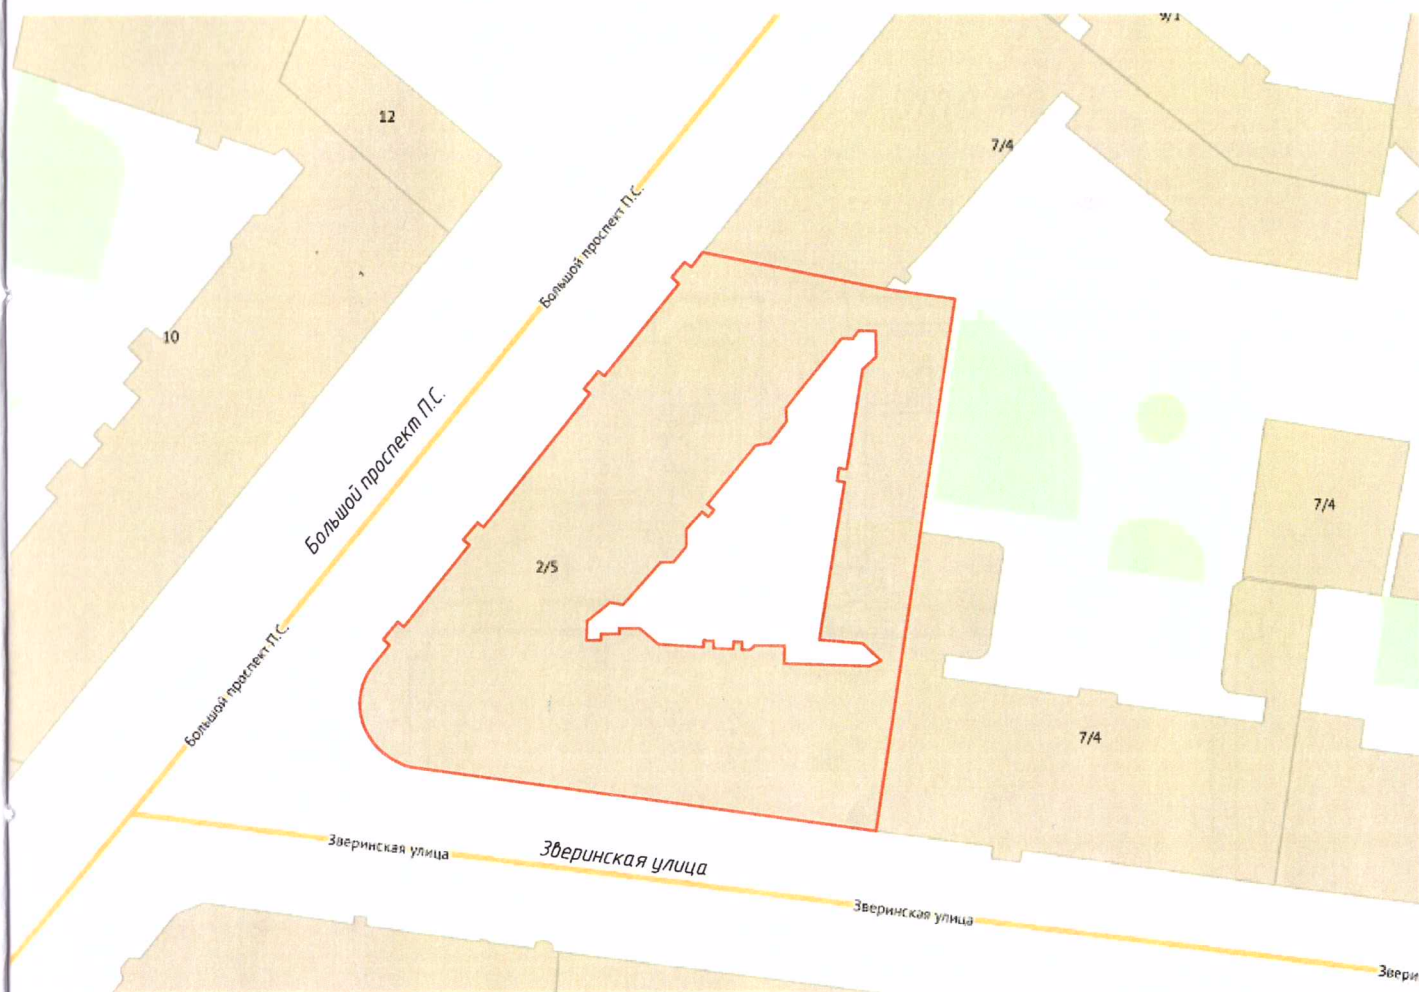 9/1
12
7/4
Большой проспект П.С.
10
Большой проспект П.С.
7/4
2/5
Большой проспект П.С.
7/4
Зверинская улица
Зверинская улица
Зверинская улица
Звери